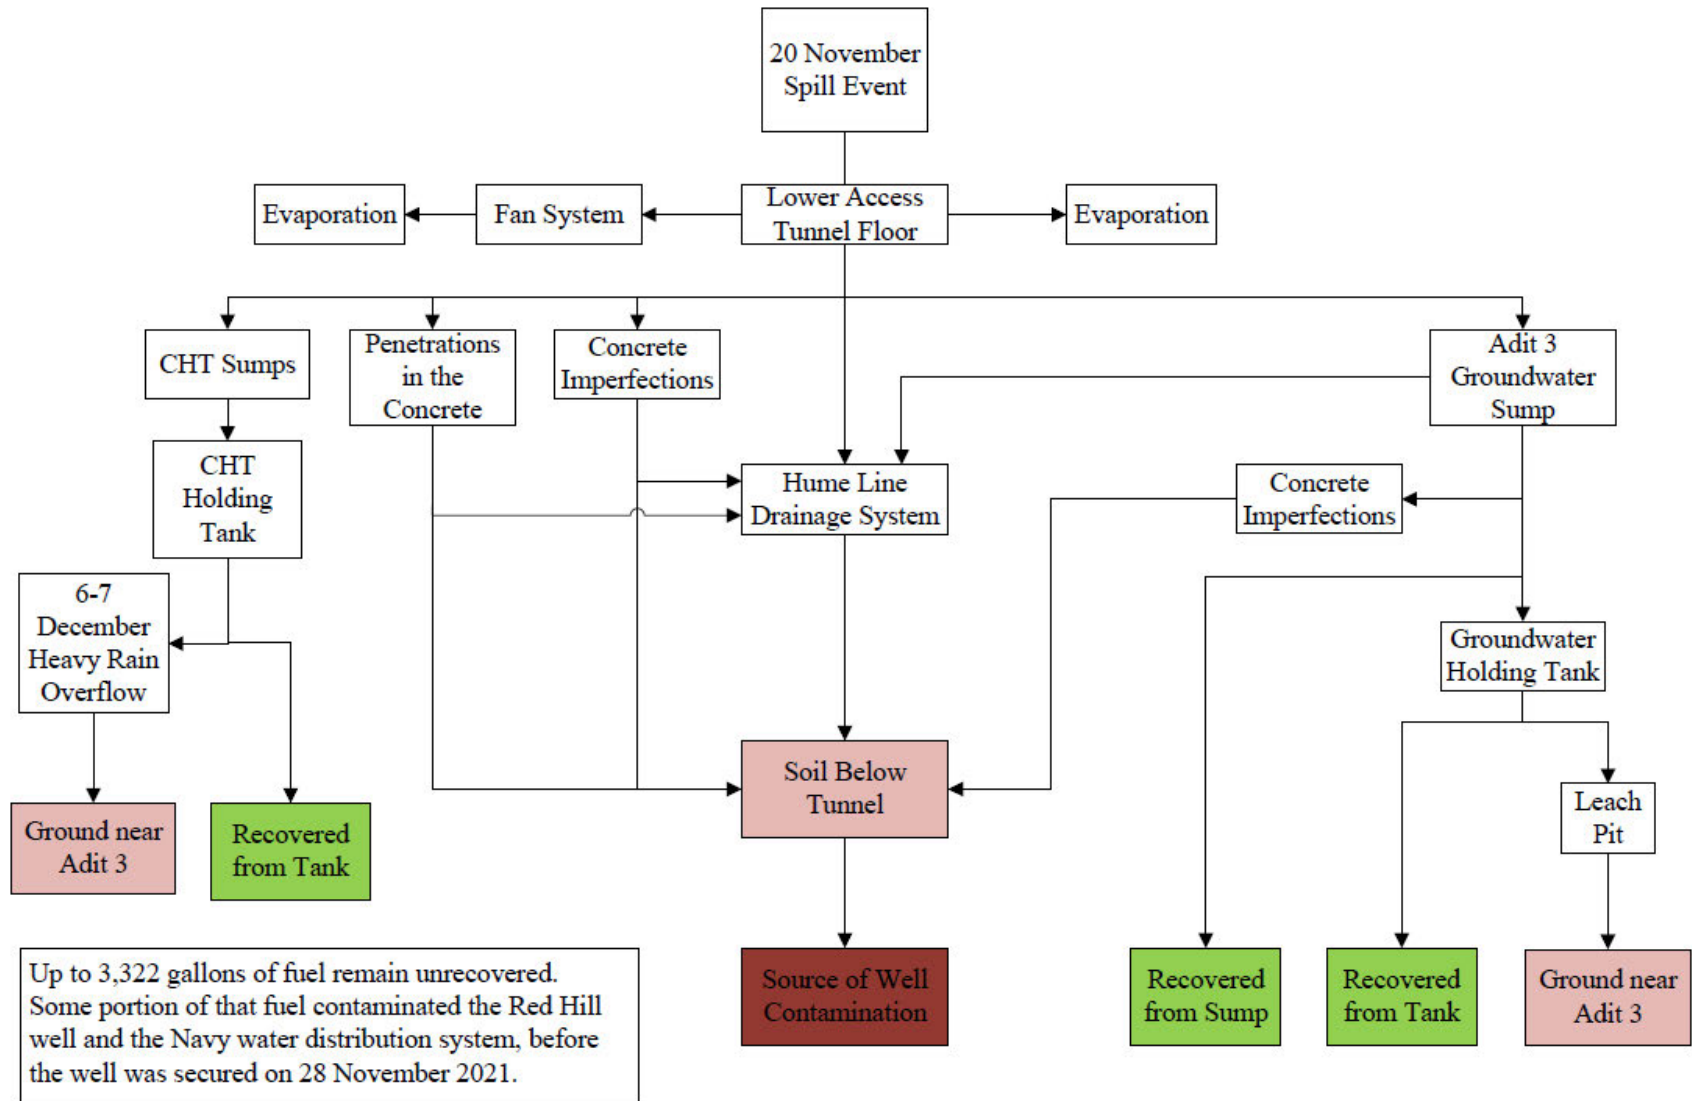 20 November
Spill Event
Evaporation
Fan System
Lower Access
Tunnel Floor
Evaporation
CHT Sumps
Penetrations
in the
Concrete
Concrete
Imperfections
Adit 3
Groundwater
Sump
CHT
Holding
Tank
Hume Line
Drainage System
Concrete
Imperfections
6-7
December
Heavy Rain
Overflow
Groundwater
Holding Tank
Soil Below
Tunnel
Leach
Pit
Ground near
Adit 3
Recovered
from Tank
Source of Well
Contamination
Recovered
from Sump
Recovered
from Tank
Ground near
Adit 3
Up to 3,322 gallons of fuel remain unrecovered.
Some portion of that fuel contaminated the Red Hill
well and the Navy water distribution system, before
the well was secured on 28 November 2021.